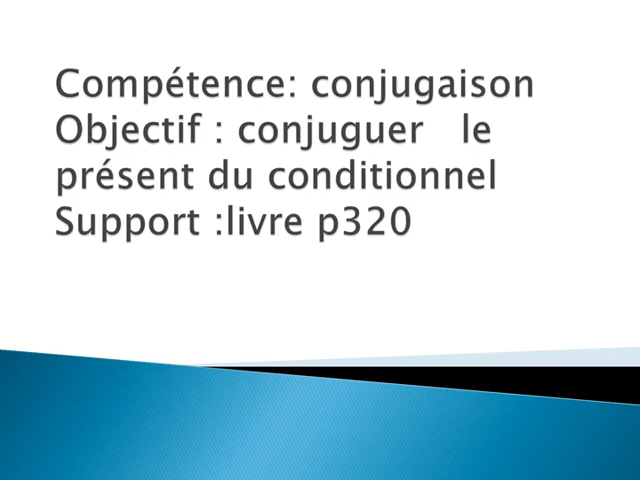 Compétence: conjugaison
Objectif : conjuguer   le
présent du conditionnel
Support :livre p320